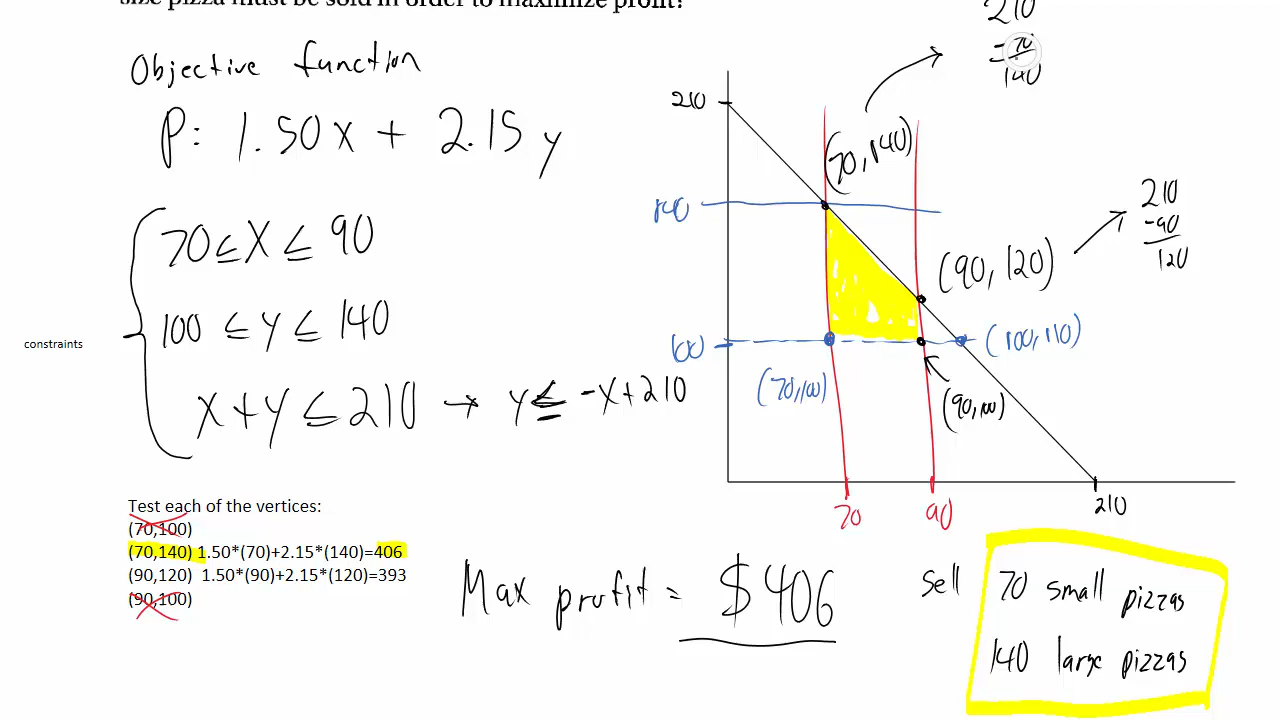 size pizza must be sold in order to maximize profit?
Objective function
P: 1.50x + 2.15y
70 ≤ X ≤ 90
100 ≤ y ≤ 140
constraints
x + y ≤ 210 → y ≤ -x+210
Test each of the vertices:
(70,100)
(70,140) 1.50*(70)+2.15*(140)=406
(90,120) 1.50*(90)+2.15*(120)=393
(90,100)
210
(70,140)
210
-70
140
140
(90, 120)
210
-90
120
100
(100,110)
(70,100)
(90,100)
70
90
210
Max profit = $406
sell
70 small pizzas
140 large pizzas